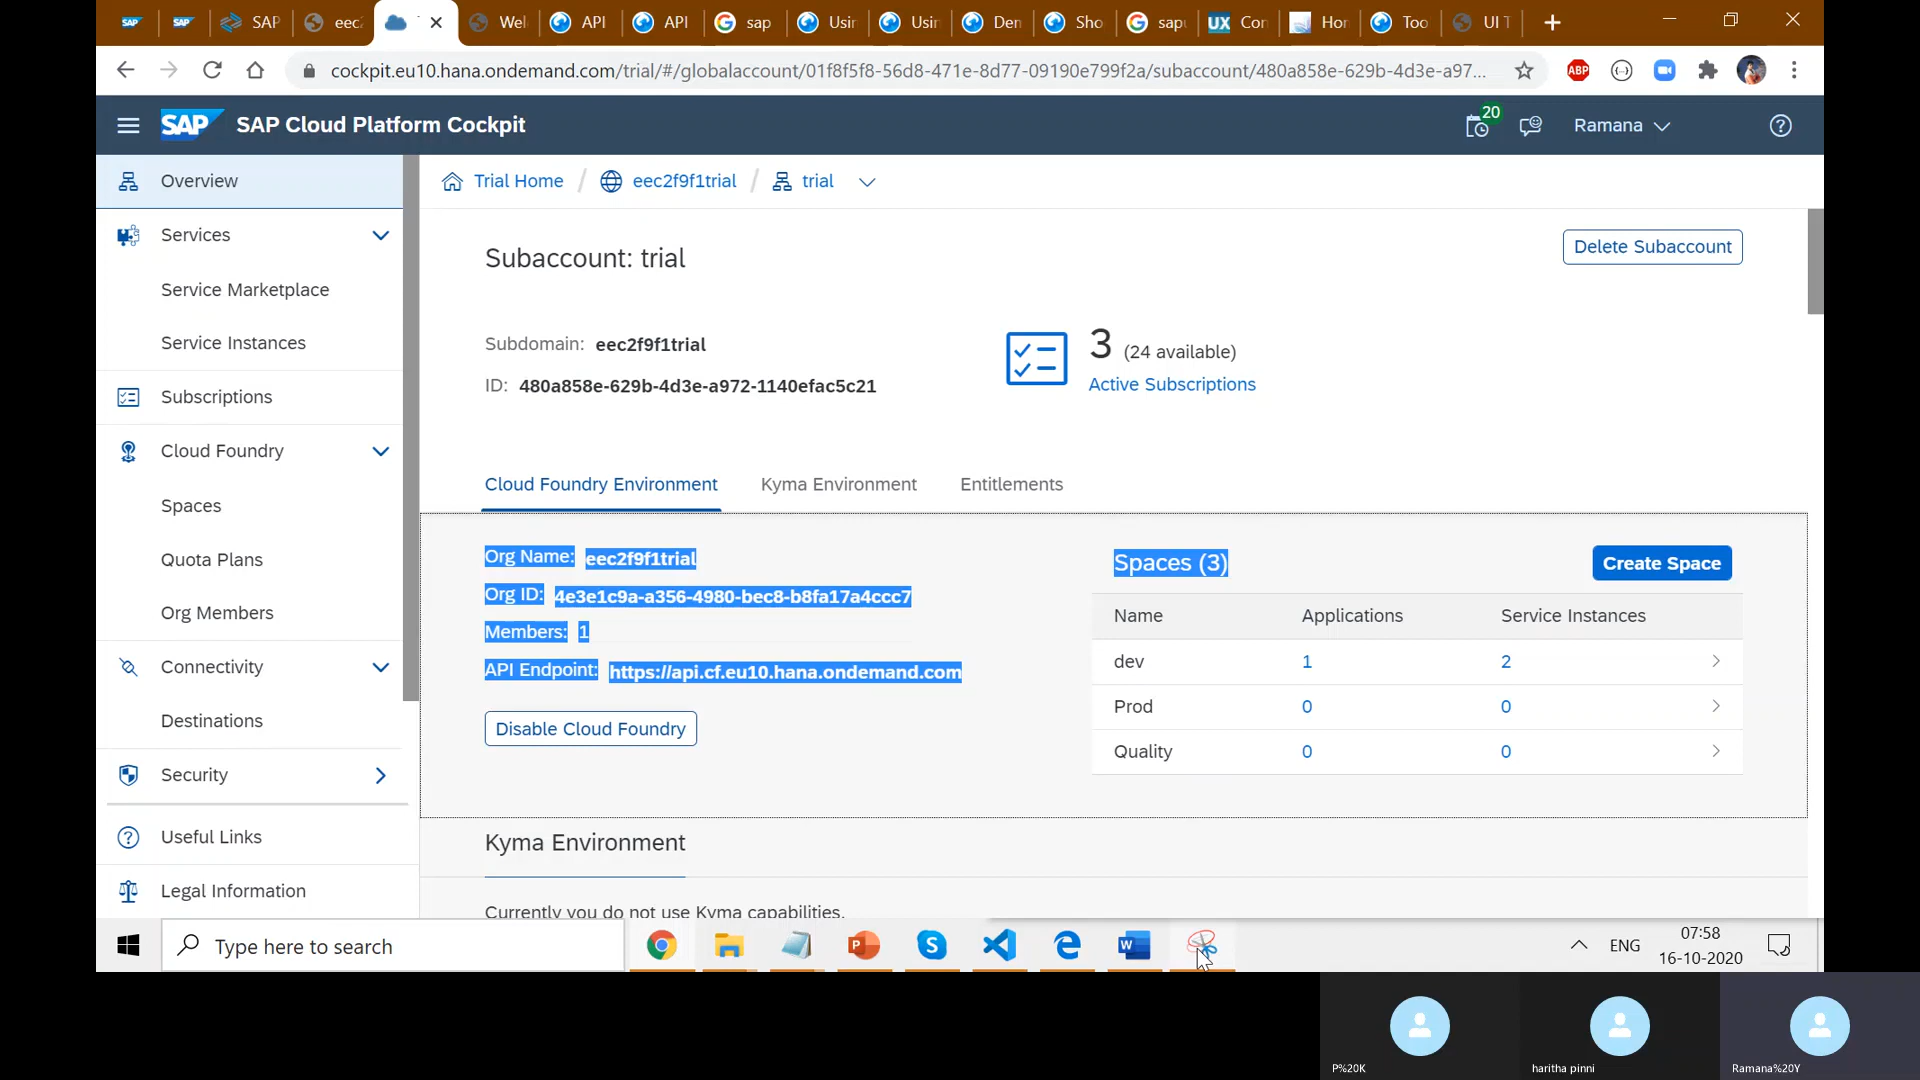 SAP
SAP
SAP
eec2
Wel
API
API
sap
Usin
Usin
Den
Sho
sapu
UX
Con
Hor
Too
UI T
cockpit.eu10.hana.ondemand.com/trial/#/globalaccount/01f8f5f8-56d8-471e-8d77-09190e799f2a/subaccount/480a858e-629b-4d3e-a97...
ABP
SAP
SAP Cloud Platform Cockpit
20
Ramana
Overview
Services
Service Marketplace
Service Instances
Subscriptions
Cloud Foundry
Spaces
Quota Plans
Org Members
Connectivity
Destinations
Security
Useful Links
Legal Information
Trial Home / eec2f9f1trial / trial
Subaccount: trial
Delete Subaccount
Subdomain: eec2f9f1trial
ID: 480a858e-629b-4d3e-a972-1140efac5c21
3 (24 available)
Active Subscriptions
Cloud Foundry Environment
Kyma Environment
Entitlements
Org Name: eec2f9f1trial
Org ID: 4e3e1c9a-a356-4980-bec8-b8fa17a4ccc7
Members: 1
API Endpoint: https://api.cf.eu10.hana.ondemand.com
Disable Cloud Foundry
Spaces (3)
Create Space
Name Applications Service Instances
dev 1 2
Prod 0 0
Quality 0 0
Kyma Environment
Currently you do not use Kyma capabilities.
Type here to search
ENG
07:58
16-10-2020
P%20K
haritha pinni
Ramana%20Y